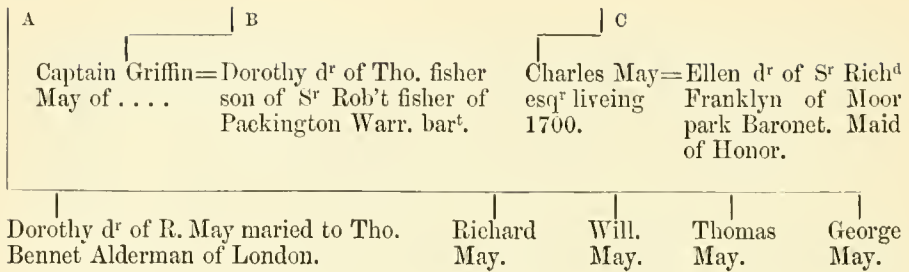 A
B
C
Captain Griffin=Dorothy dʳ of Tho. fisher
May of . . . . son of Sʳ Rob't fisher of
Packington Warr. barᵗ.
Charles May=Ellen dʳ of Sʳ Richᵈ
esqʳ liveing Franklyn of Moor
1700. park Baronet. Maid
of Honor.
Dorothy dʳ of R. May maried to Tho.
Bennet Alderman of London.
Richard
May.
Will.
May.
Thomas
May.
George
May.